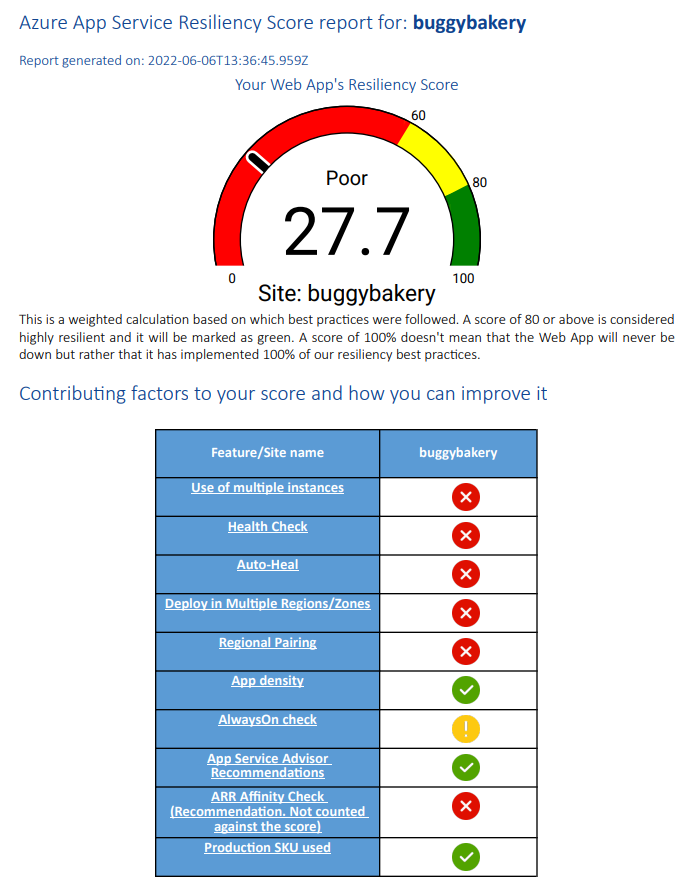 Azure App Service Resiliency Score report for: buggybakery
Report generated on: 2022-06-06T13:36:45.959Z
Your Web App's Resiliency Score
60
80
Poor
27.7
0
100
Site: buggybakery
This is a weighted calculation based on which best practices were followed. A score of 80 or above is considered
highly resilient and it will be marked as green. A score of 100% doesn't mean that the Web App will never be
down but rather that it has implemented 100% of our resiliency best practices.
Contributing factors to your score and how you can improve it
Feature/Site name
buggybakery
Use of multiple instances
Health Check
Auto-Heal
Deploy in Multiple Regions/Zones
Regional Pairing
App density
AlwaysOn check
App Service Advisor
Recommendations
ARR Affinity Check
(Recommendation. Not counted
against the score)
Production SKU used